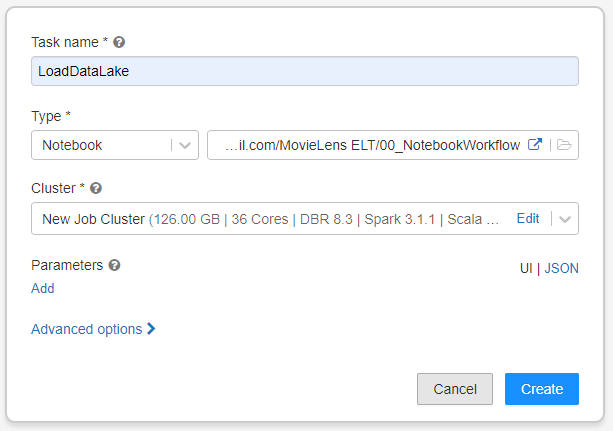 Task name *
LoadDataLake
Type *
Notebook
...il.com/MovieLens ELT/00_NotebookWorkflow
Cluster *
New Job Cluster (126.00 GB | 36 Cores | DBR 8.3 | Spark 3.1.1 | Scala ... Edit
Parameters
UI | JSON
Add
Advanced options
Cancel
Create